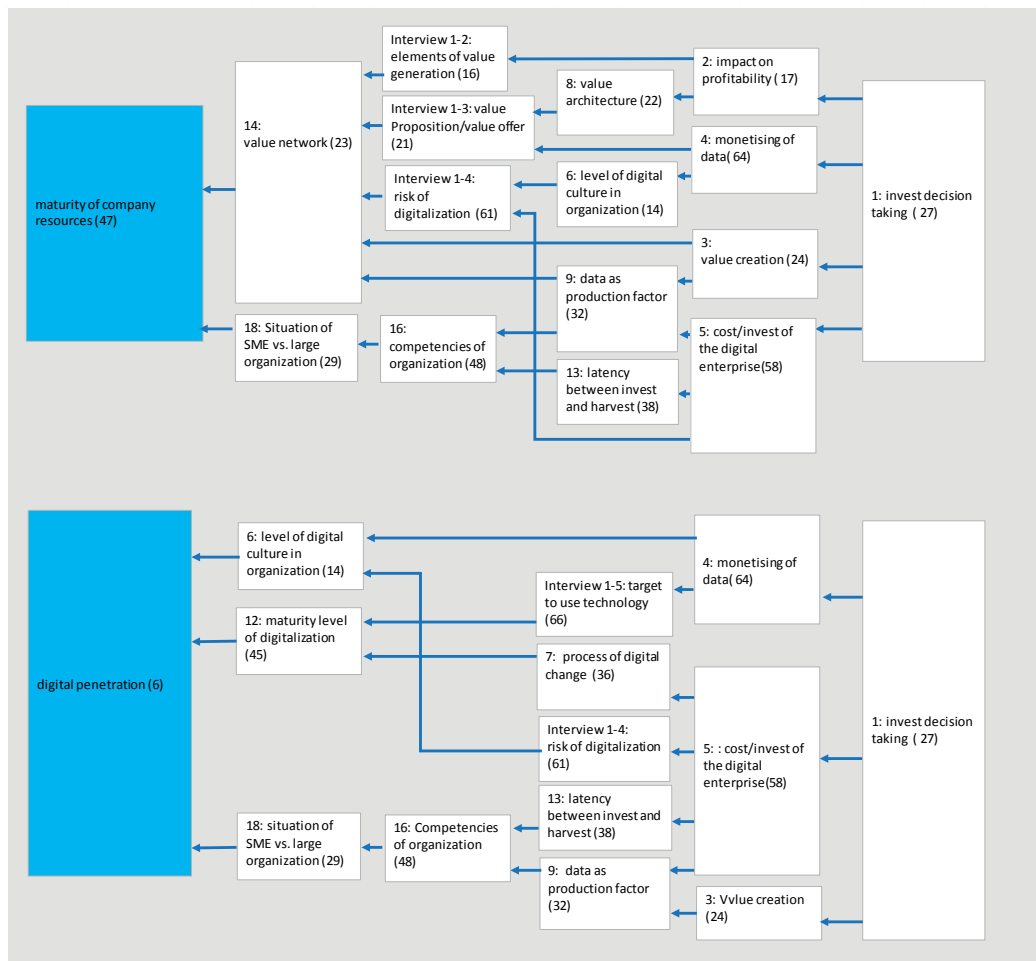 Interview 1-2:
elements of value
generation (16)
2: impact on
profitability ( 17)
8: value
architecture (22)
14:
value network (23)
Interview 1-3: value
Proposition/value offer
(21)
4: monetising of
data( 64)
maturity of company
resources (47)
Interview 1-4:
risk of
digitalization (61)
6: level of digital
culture in
organization (14)
1: invest decision
taking ( 27)
3:
value creation (24)
9: data as
production factor
(32)
18: Situation of
SME vs. large
organization (29)
16:
competencies of
organization (48)
5: cost/invest of
the digital
enterprise(58)
13: latency
between invest
and harvest (38)
6: level of digital
culture in
organization (14)
4: monetising of
data( 64)
Interview 1-5: target
to use technology
(66)
12: maturity level
of digitalization
(45)
7:  process of digital
change  (36)
digital penetration (6)
1: invest decision
taking  ( 27)
Interview 1-4:
risk of digitalization
(61)
5: : cost/invest of
the digital
enterprise(58)
13: latency
between invest and
harvest (38)
18: situation of
SME vs. large
organization (29)
16: Competencies
of organization
(48)
9:  data as
production factor
(32)
3: Vvlue creation
(24)